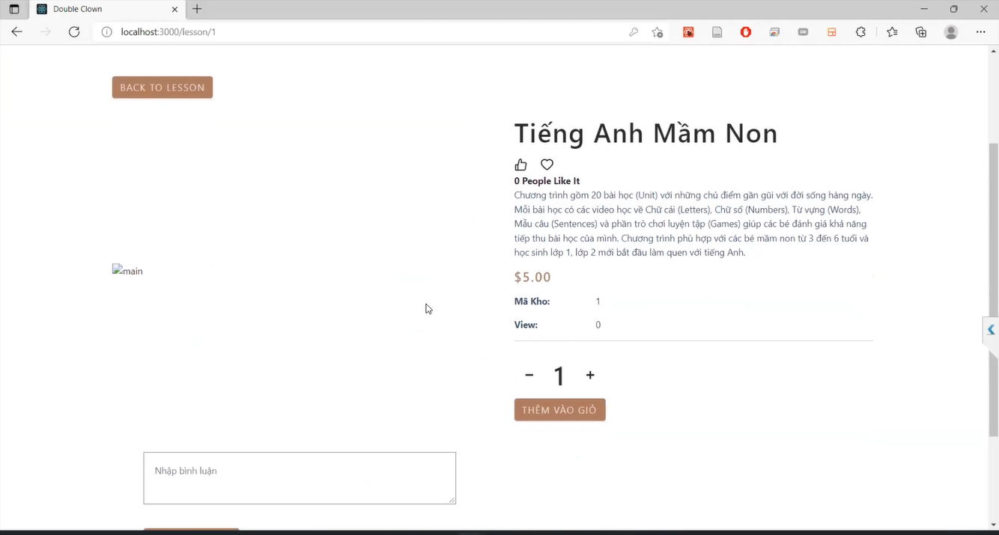 Double Clown
localhost:3000/lesson/1
BACK TO LESSON
Tiếng Anh Mầm Non
0 People Like It
Chương trình gồm 20 bài học (Unit) với những chủ điểm gần gũi với đời sống hàng ngày.
Mỗi bài học có các video học về Chữ cái (Letters), Chữ số (Numbers), Từ vựng (Words),
Mẫu câu (Sentences) và phần trò chơi luyện tập (Games) giúp các bé đánh giá khả năng
tiếp thu bài học của mình. Chương trình phù hợp với các bé mầm non từ 3 đến 6 tuổi và
học sinh lớp 1, lớp 2 mới bắt đầu làm quen với tiếng Anh.
main
$5.00
Mã Kho: 1
View: 0
- 1 +
THÊM VÀO GIỎ
Nhập bình luận